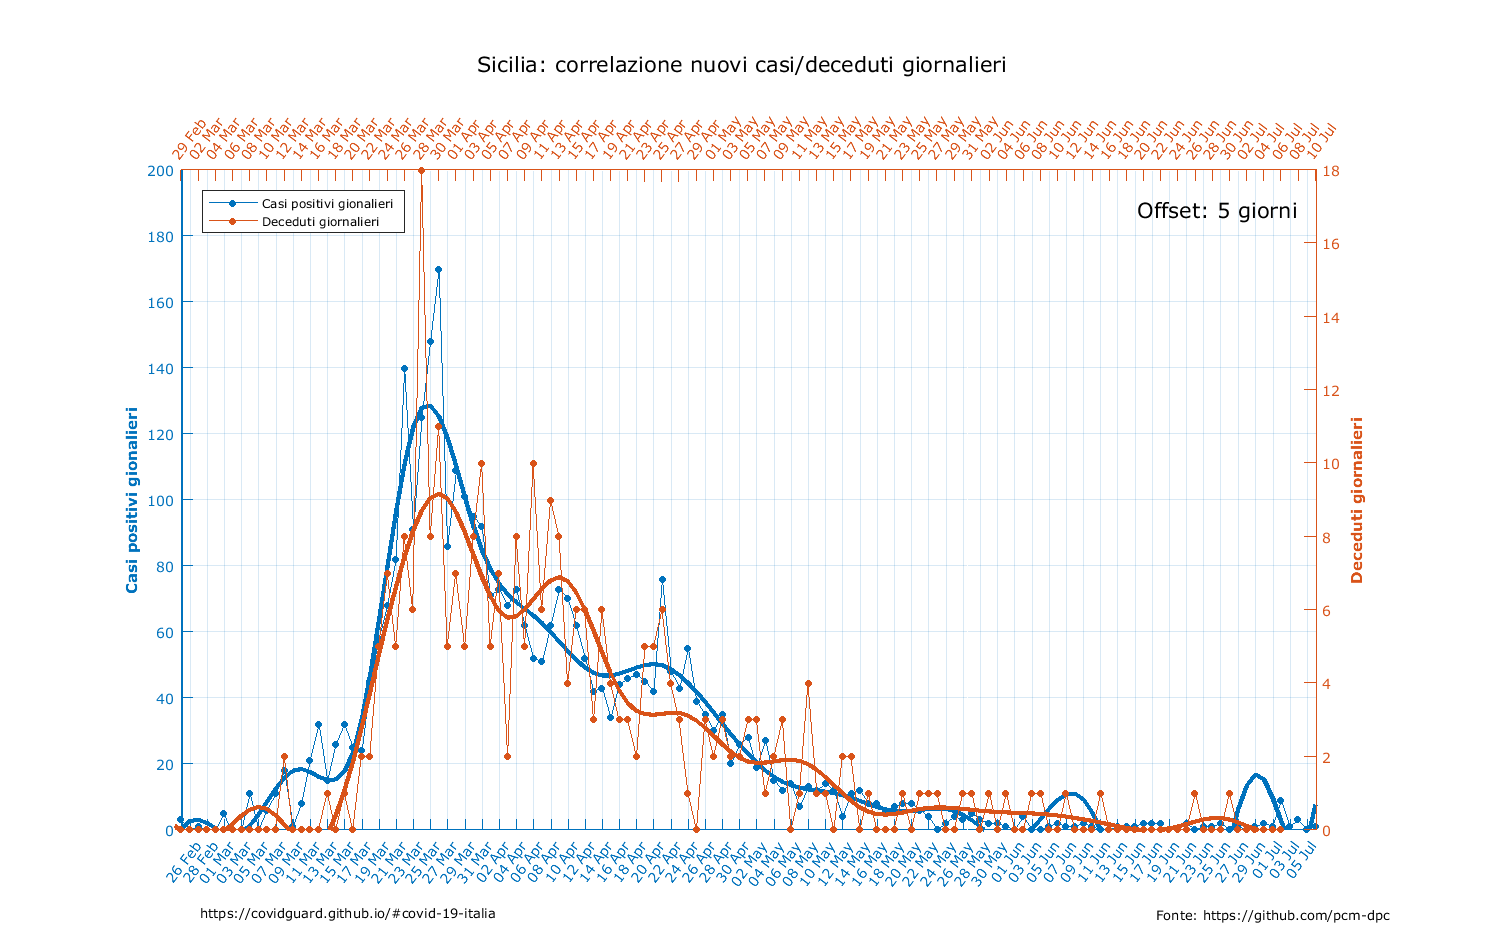 Sicilia: correlazione nuovi casi/deceduti giornalieri
29 Feb
02 Mar
04 Mar
06 Mar
08 Mar
10 Mar
12 Mar
14 Mar
16 Mar
18 Mar
20 Mar
22 Mar
24 Mar
26 Mar
28 Mar
30 Mar
01 Apr
03 Apr
05 Apr
07 Apr
09 Apr
11 Apr
13 Apr
15 Apr
17 Apr
19 Apr
21 Apr
23 Apr
25 Apr
27 Apr
29 Apr
01 May
03 May
05 May
07 May
09 May
11 May
13 May
15 May
17 May
19 May
21 May
23 May
25 May
27 May
29 May
31 May
02 Jun
04 Jun
06 Jun
08 Jun
10 Jun
12 Jun
14 Jun
16 Jun
18 Jun
20 Jun
22 Jun
24 Jun
26 Jun
28 Jun
30 Jun
02 Jul
04 Jul
06 Jul
08 Jul
10 Jul
Casi positivi gionalieri
Deceduti giornalieri
Offset: 5 giorni
200
180
160
140
120
100
80
60
40
20
0
Casi positivi gionalieri
18
16
14
12
10
8
6
4
2
0
Deceduti giornalieri
26 Feb
28 Feb
01 Mar
03 Mar
05 Mar
07 Mar
09 Mar
11 Mar
13 Mar
15 Mar
17 Mar
19 Mar
21 Mar
23 Mar
25 Mar
27 Mar
29 Mar
31 Mar
02 Apr
04 Apr
06 Apr
08 Apr
10 Apr
12 Apr
14 Apr
16 Apr
18 Apr
20 Apr
22 Apr
24 Apr
26 Apr
28 Apr
30 Apr
02 May
04 May
06 May
08 May
10 May
12 May
14 May
16 May
18 May
20 May
22 May
24 May
26 May
28 May
30 May
01 Jun
03 Jun
05 Jun
07 Jun
09 Jun
11 Jun
13 Jun
15 Jun
17 Jun
19 Jun
21 Jun
23 Jun
25 Jun
27 Jun
29 Jun
01 Jul
03 Jul
05 Jul
https://covidguard.github.io/#covid-19-italia
Fonte: https://github.com/pcm-dpc